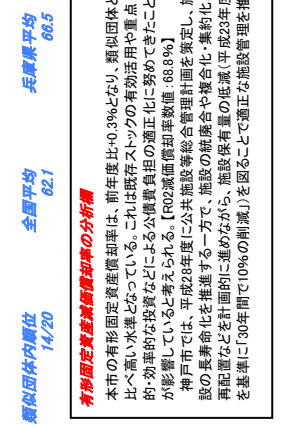 類似団体内順位 全国平均 兵庫県平均
14/20 62.1 66.5
有形固定資産減価償却率の分析欄
本市の有形固定資産償却率は、前年度比+0.3%となり、類似団体と
比べ高い水準となっている。これは既存ストックの有効活用や重点
的・効率的な投資などによる公債費負担の適正化に努めてきたこと
が影響していると考えられる。【R02減価償却率数値:68.8%】
神戸市では、平成28年度に公共施設等総合管理計画を策定し、施
設の長寿命化を推進する一方で、施設の統廃合や複合化・集約化、
再配置などを計画的に進めながら、施設保有量の低減(平成23年度
を基準に「30年間で10%の削減」)を図ることで適正な施設管理を推